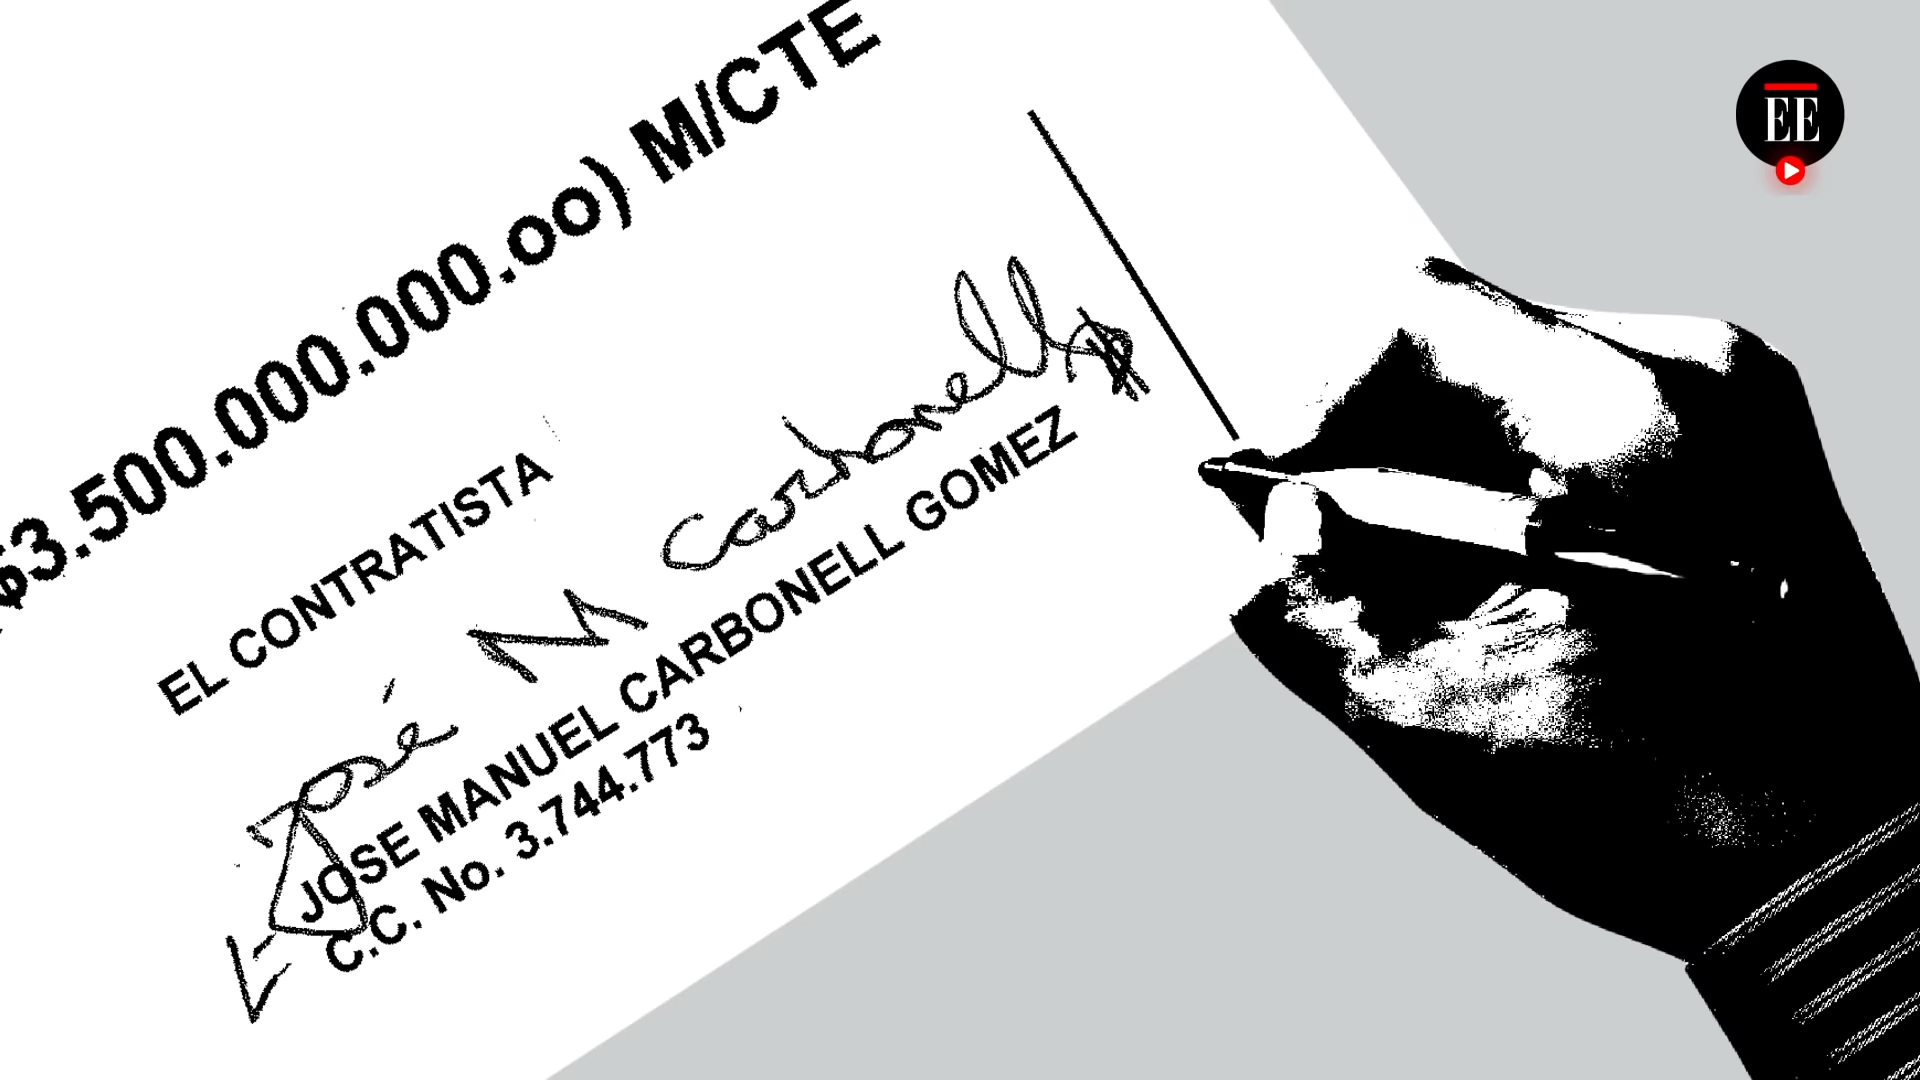 $3.500.000.000.oo) M/CTE
EL CONTRATISTA
José M Carbonell
JOSE MANUEL CARBONELL GOMEZ
C.C. No. 3.744.773
EE